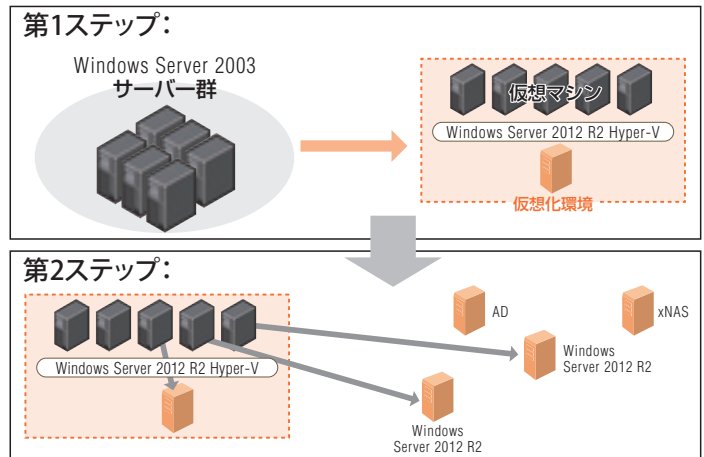 第1ステップ：
Windows Server 2003
サーバー群
仮想マシン
Windows Server 2012 R2 Hyper-V
仮想化環境
第2ステップ：
Windows Server 2012 R2 Hyper-V
AD
xNAS
Windows
Server 2012 R2
Windows
Server 2012 R2